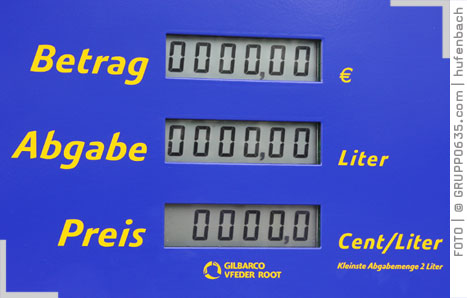 Betrag 0000,00 €
Abgabe 0000,00 Liter
Preis 0000,0 Cent/Liter
Kleinste Abgabemenge 2 Liter
GILBARCO
VEEDER ROOT
FOTO | © GRUPPO635.com | hufenbach